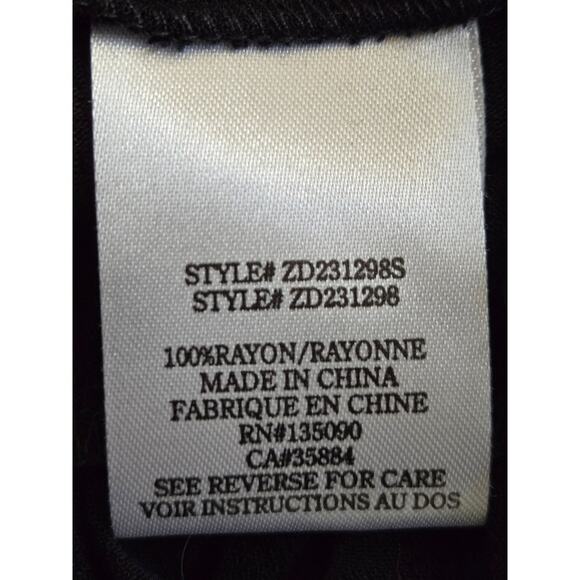 STYLE# ZD231298S
STYLE# ZD231298
100%RAYON/RAYONNE
MADE IN CHINA
FABRIQUE EN CHINE
RN#135090
CA#35884
SEE REVERSE FOR CARE
VOIR INSTRUCTIONS AU DOS